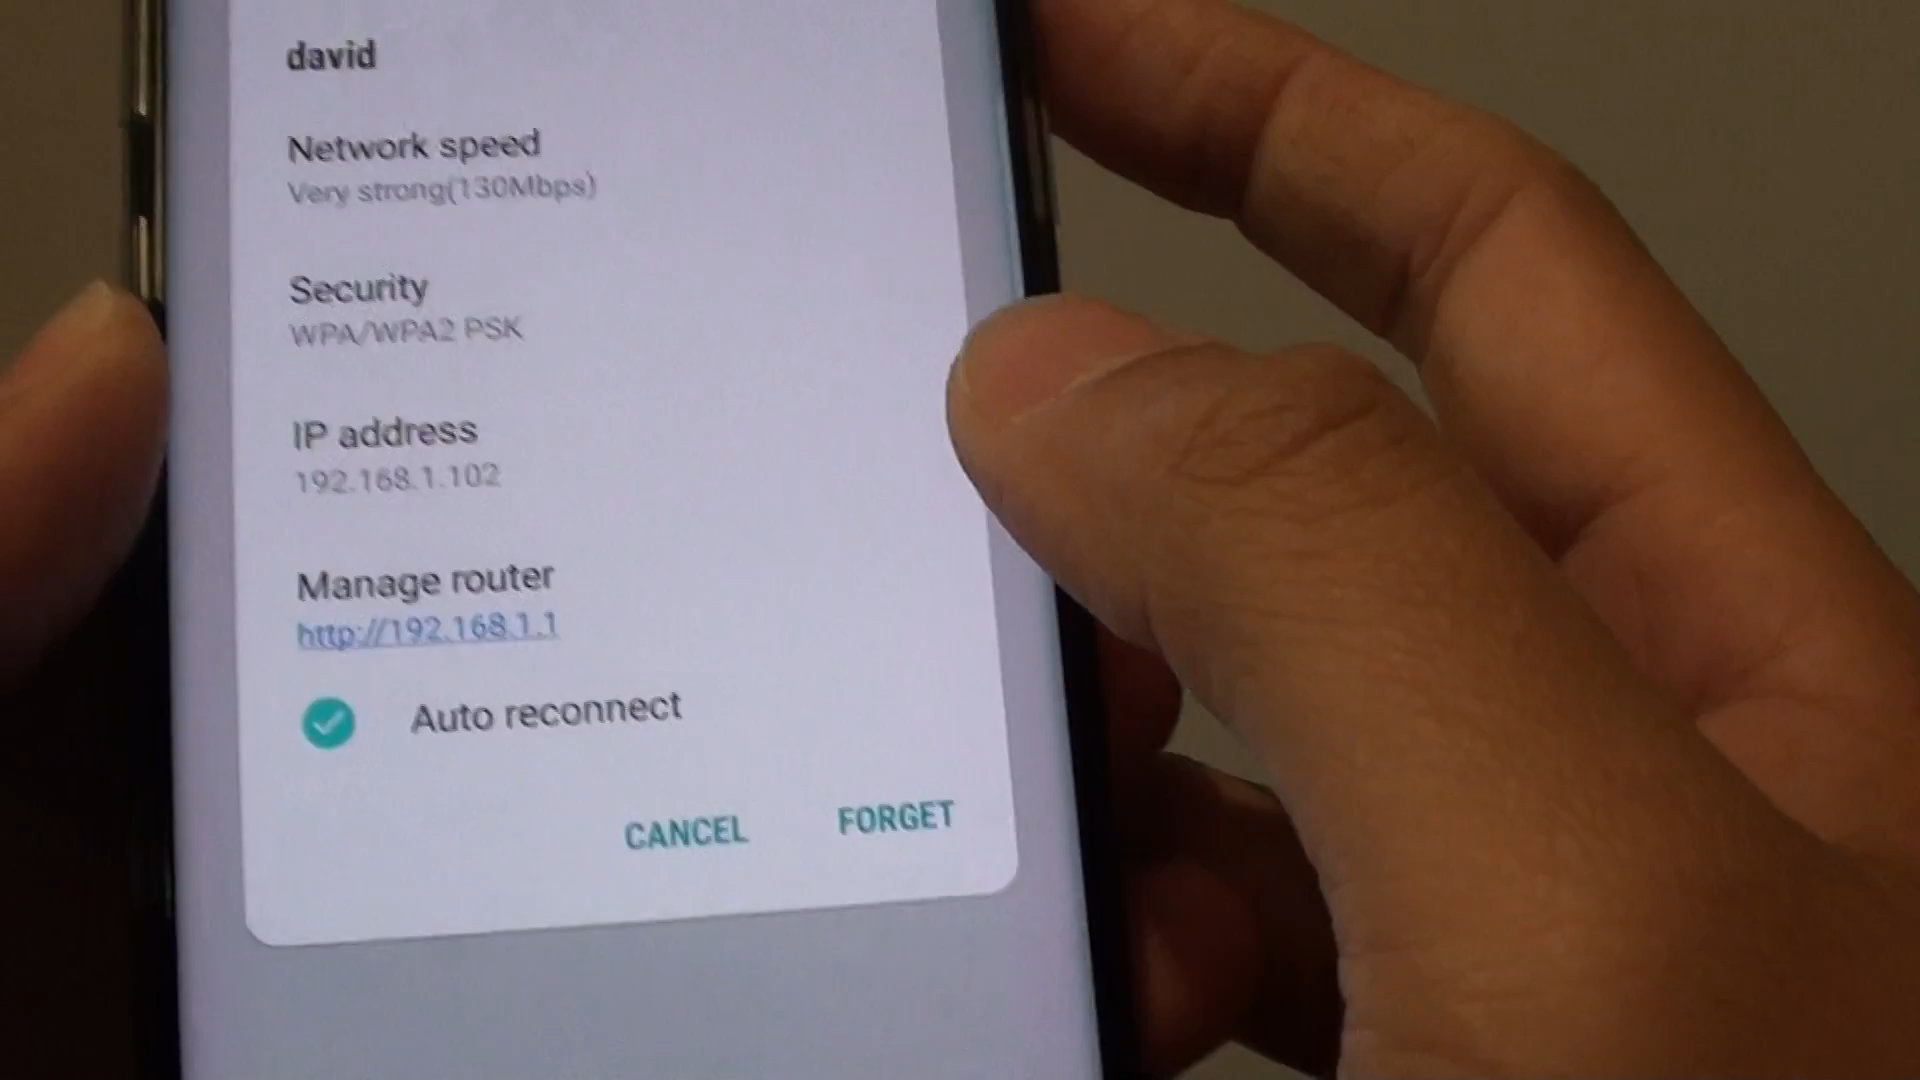 david
Network speed
Very strong(130Mbps)
Security
WPA/WPA2 PSK
IP address
192.168.1.102
Manage router
http://192.168.1.1
Auto reconnect
CANCEL FORGET